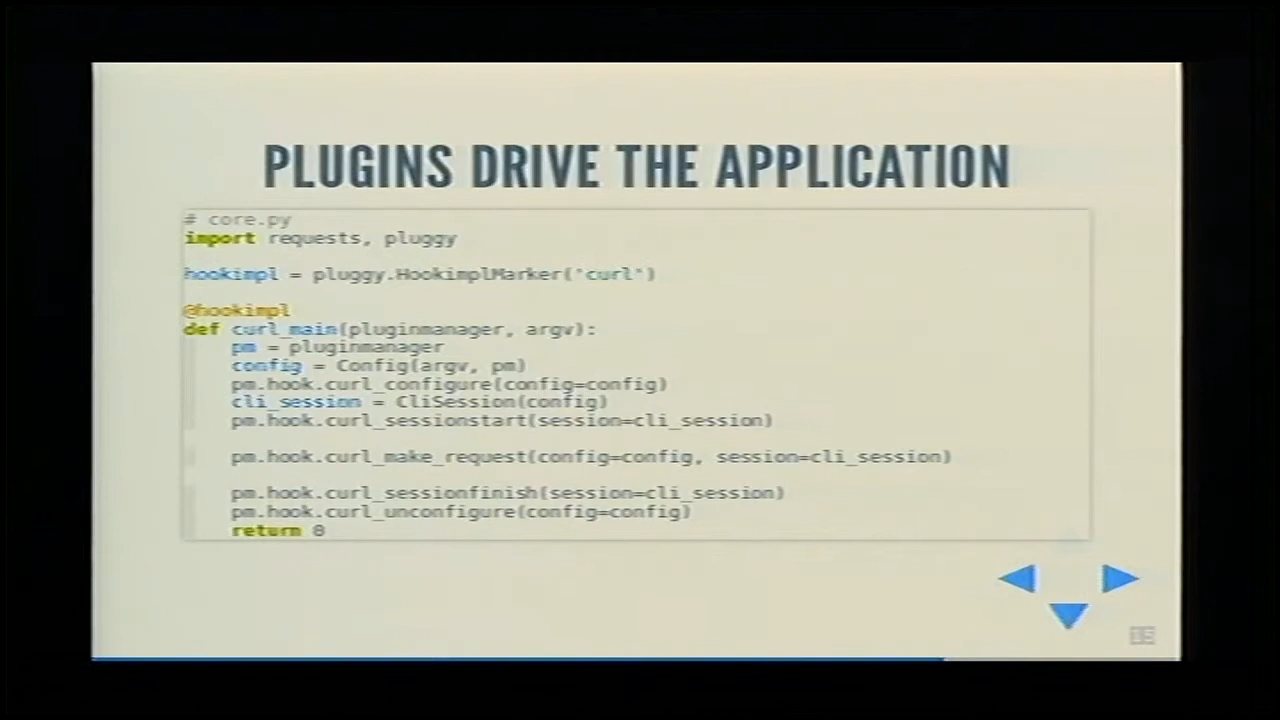 PLUGINS DRIVE THE APPLICATION
# core.py
import requests, pluggy
hookimpl = pluggy.HookimplMarker('curl')
@hookimpl
def curl_main(pluginmanager, argv):
    pm = pluginmanager
    config = Config(argv, pm)
    pm.hook.curl_configure(config=config)
    cli_session = CliSession(config)
    pm.hook.curl_sessionstart(session=cli_session)
    pm.hook.curl_make_request(config=config, session=cli_session)
    pm.hook.curl_sessionfinish(session=cli_session)
    pm.hook.curl_unconfigure(config=config)
    return 0
15